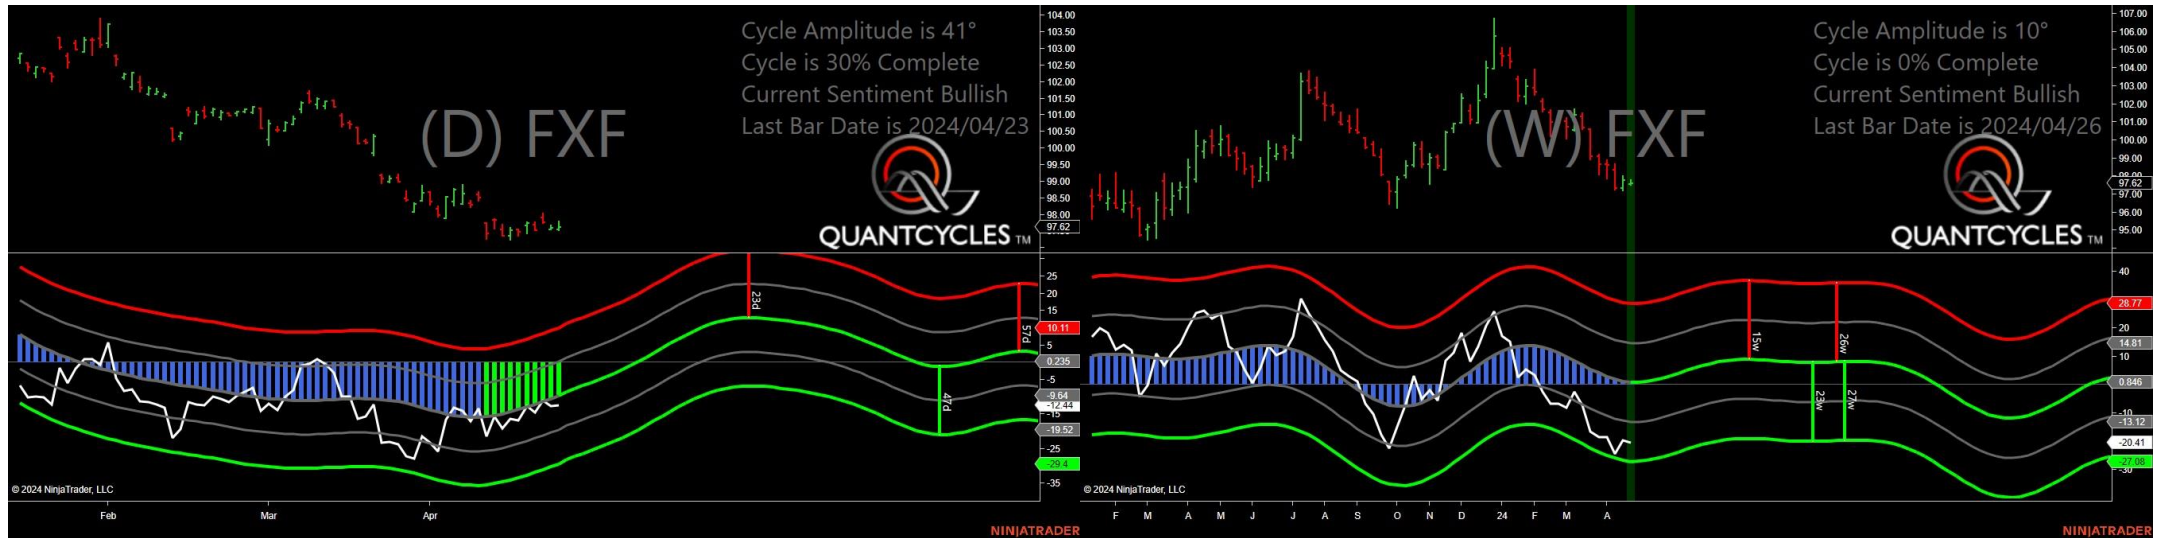 Cycle Amplitude is 41°
Cycle is 30% Complete
Current Sentiment Bullish
Last Bar Date is 2024/04/23
(D) FXF
QUANTCYCLES TM
104.00
103.50
103.00
102.50
102.00
101.50
101.00
100.50
100.00
99.50
99.00
98.50
98.00
97.62
23d
57d
47d
25
20
15
10.11
5
0.235
-5
-9.64
-12.44
-15
-19.52
-25
-29.4
-35
© 2024 NinjaTrader, LLC
Feb
Mar
Apr
NINJATRADER
Cycle Amplitude is 10°
Cycle is 0% Complete
Current Sentiment Bullish
Last Bar Date is 2024/04/26
(W) FXF
QUANTCYCLES TM
107.00
106.00
105.00
104.00
103.00
102.00
101.00
100.00
99.00
98.00
97.62
97.00
96.00
95.00
15w
26w
23w
27w
40
28.77
20
14.81
10
0.846
-10
-13.12
-20.41
-27.08
-30
© 2024 NinjaTrader, LLC
F
M
A
M
J
J
A
S
O
N
D
24
F
M
A
NINJATRADER